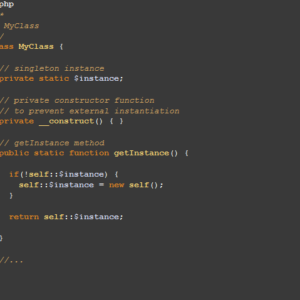 php
*
MyClass
/
ass MyClass {
// singleton instance
private static $instance;
// private constructor function
// to prevent external instantiation
private __construct() { }
// getInstance method
public static function getInstance() {
if(!self::$instance) {
self::$instance = new self();
}
return self::$instance;
}
//...